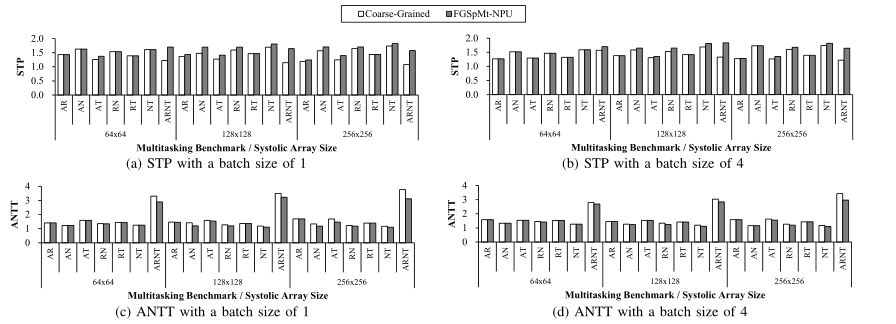 Coarse-Grained FGSpMt-NPU
STP
2.0
1.5
1.0
0.5
0.0
AR AN AT RN RT NT ARNT AR AN AT RN RT NT ARNT AR AN AT RN RT NT ARNT
64x64 128x128 256x256
Multitasking Benchmark / Systolic Array Size
(a) STP with a batch size of 1
STP
2.0
1.5
1.0
0.5
0.0
AR AN AT RN RT NT ARNT AR AN AT RN RT NT ARNT AR AN AT RN RT NT ARNT
64x64 128x128 256x256
Multitasking Benchmark / Systolic Array Size
(b) STP with a batch size of 4
ANTT
4
3
2
1
0
AR AN AT RN RT NT ARNT AR AN AT RN RT NT ARNT AR AN AT RN RT NT ARNT
64x64 128x128 256x256
Multitasking Benchmark / Systolic Array Size
(c) ANTT with a batch size of 1
ANTT
4
3
2
1
0
AR AN AT RN RT NT ARNT AR AN AT RN RT NT ARNT AR AN AT RN RT NT ARNT
64x64 128x128 256x256
Multitasking Benchmark / Systolic Array Size
(d) ANTT with a batch size of 4